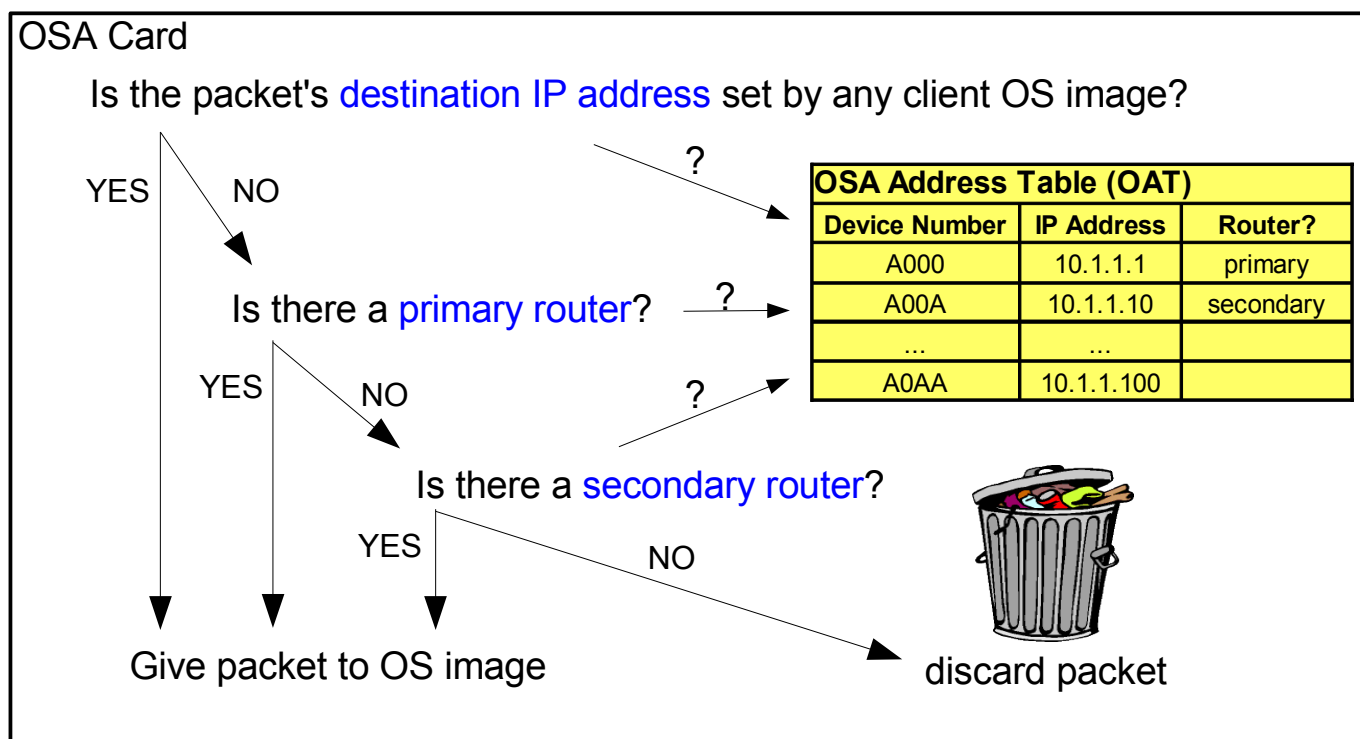 OSA Card
Is the packet's destination IP address set by any client OS image?
?
YES
NO
OSA Address Table (OAT)
Device Number IP Address Router?
A000 10.1.1.1 primary
A00A 10.1.1.10 secondary
... ...
A0AA 10.1.1.100
Is there a primary router?
?
YES
NO
?
Is there a secondary router?
YES
NO
Give packet to OS image
discard packet